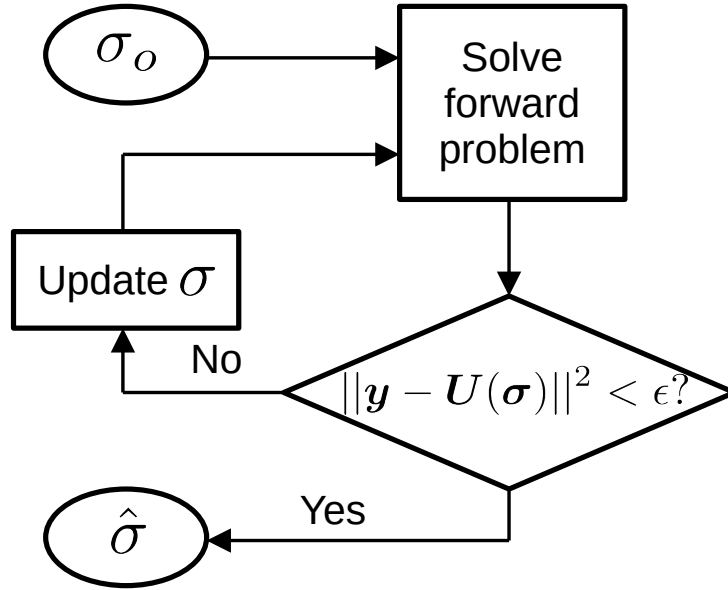 σ_o
Solve
forward
problem
Update σ
No
||y − U(σ)||² < ϵ?
Yes
σ̂